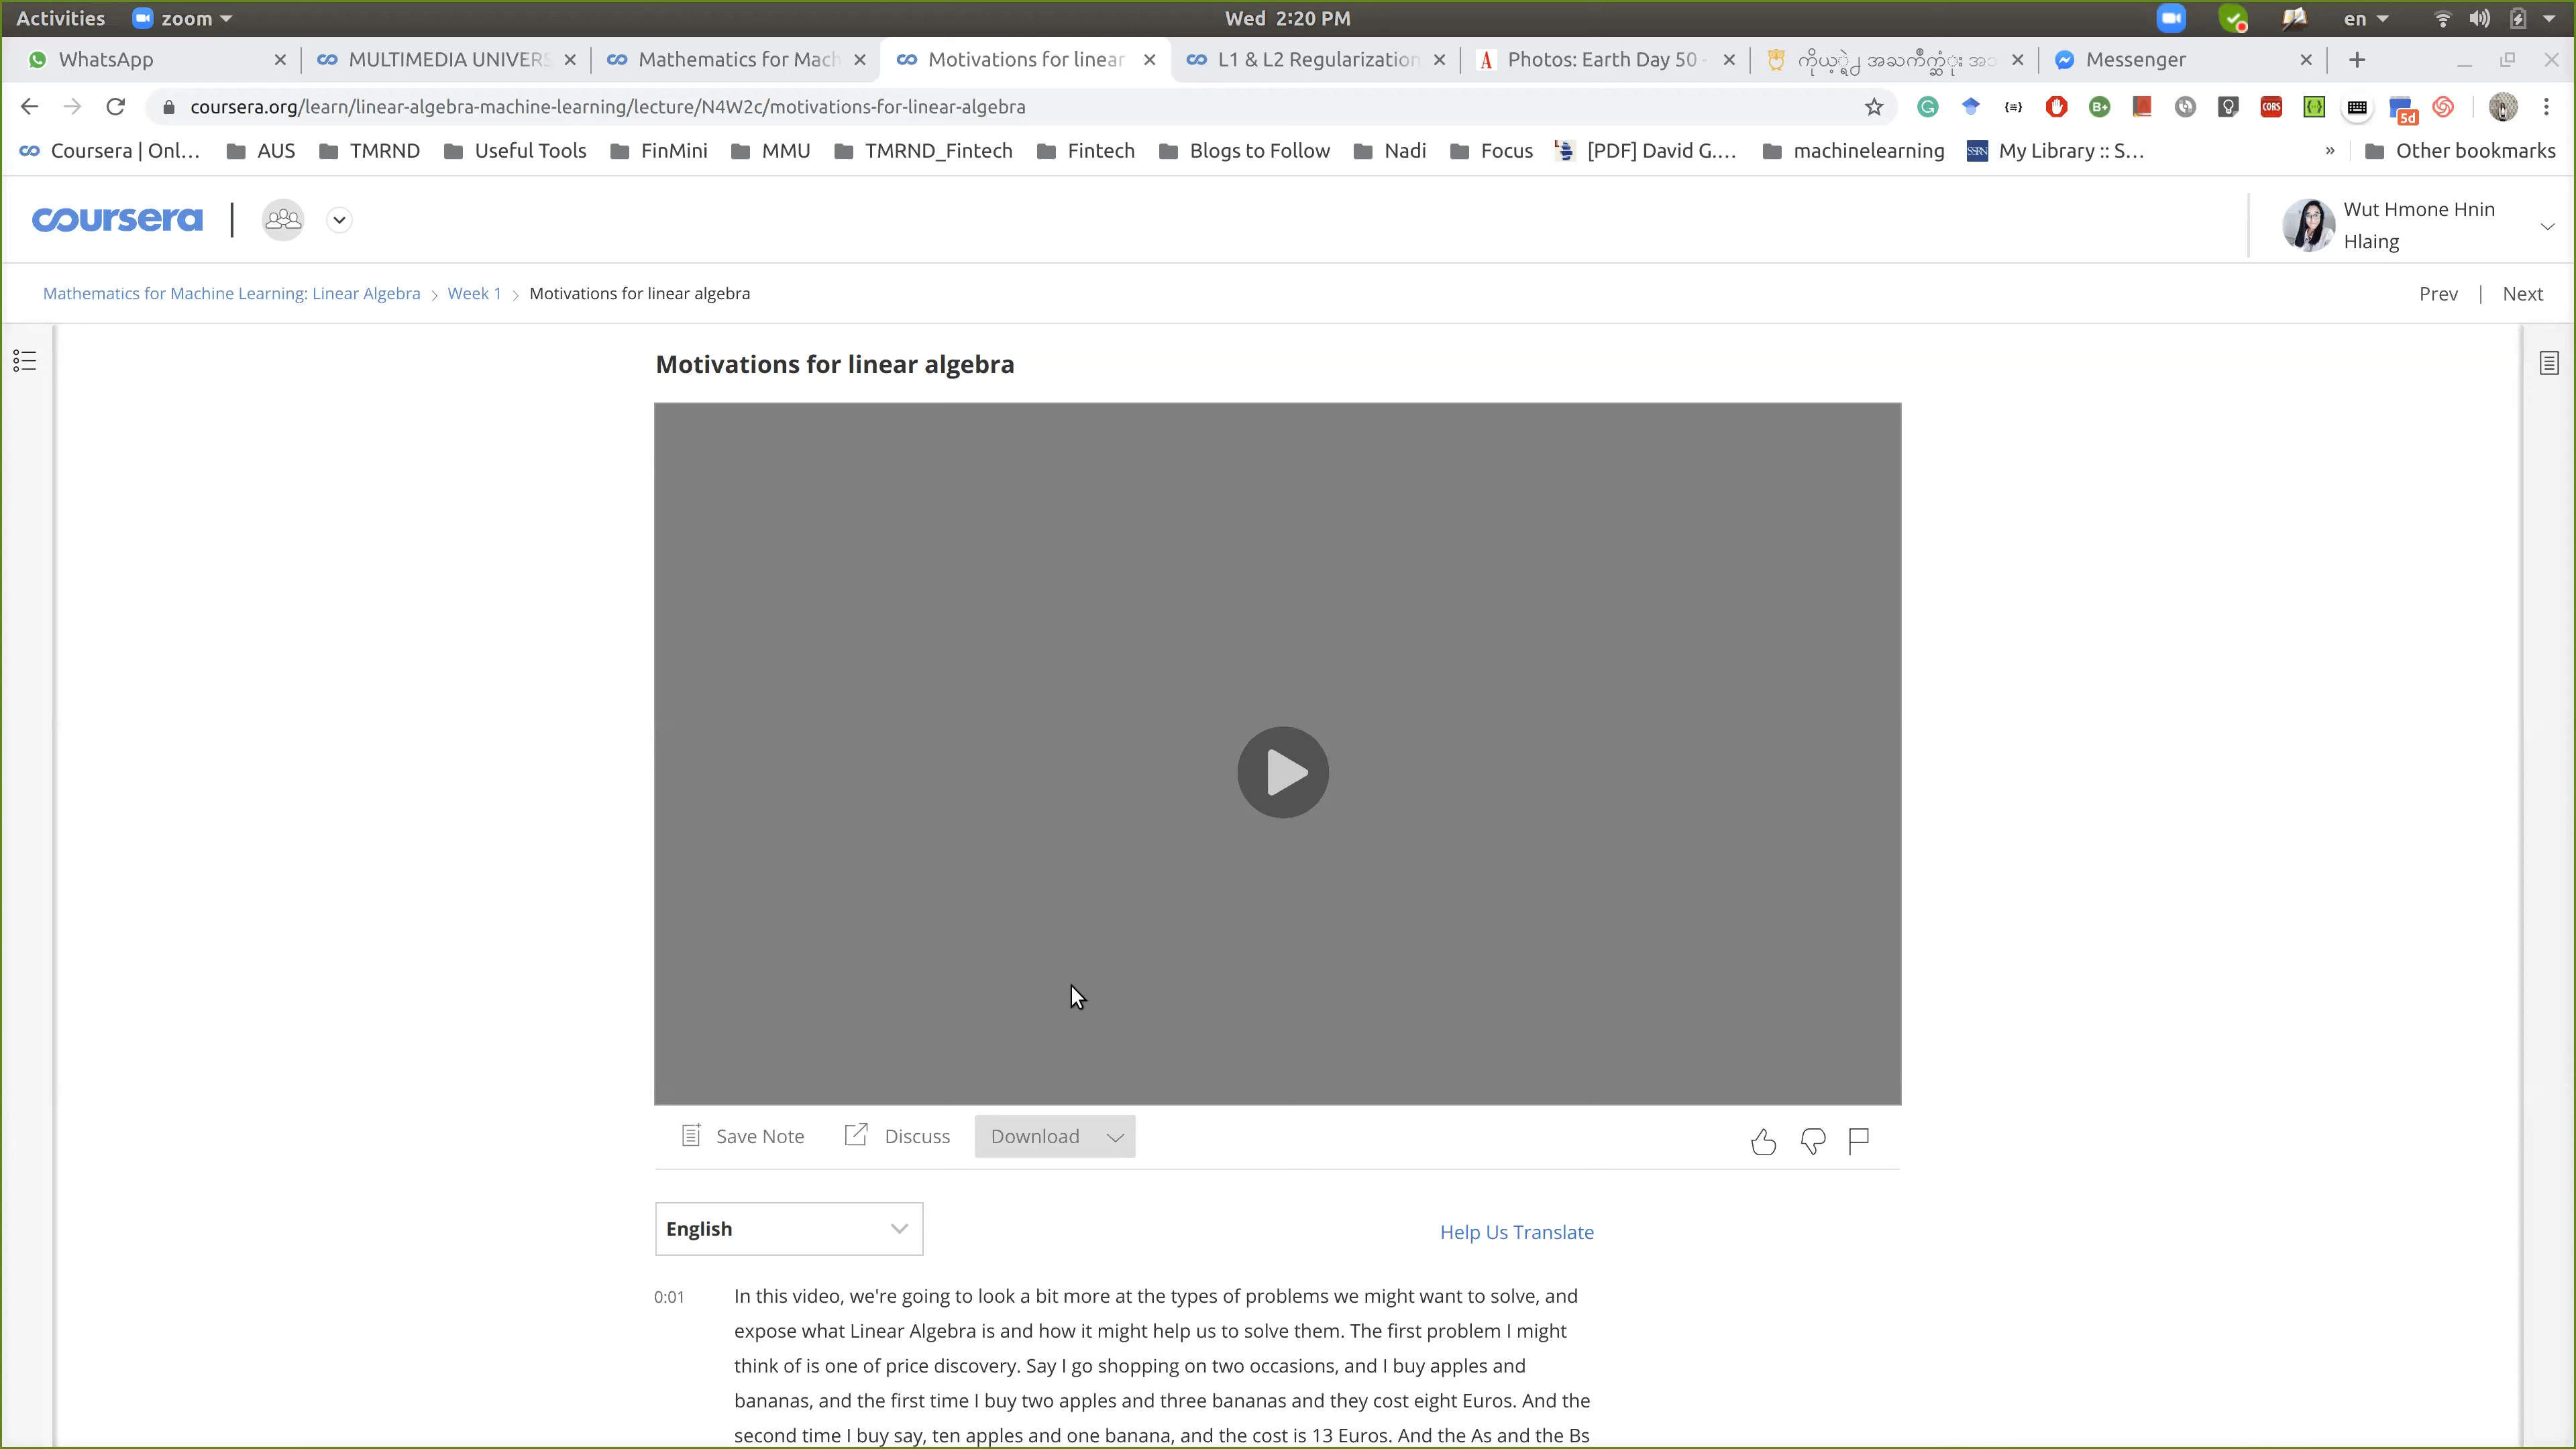 Activities zoom Wed 2:20 PM en
WhatsApp MULTIMEDIA UNIVERS Mathematics for Mach Motivations for linear L1 & L2 Regularization Photos: Earth Day 50 - Messenger
coursera.org/learn/linear-algebra-machine-learning/lecture/N4W2c/motivations-for-linear-algebra CORS 5d
Coursera | Onl... AUS TMRND Useful Tools FinMini MMU TMRND_Fintech Fintech Blogs to Follow Nadi Focus [PDF] David G.... machinelearning SSRN My Library :: S... » Other bookmarks
coursera
Wut Hmone Hnin
Hlaing
Mathematics for Machine Learning: Linear Algebra > Week 1 > Motivations for linear algebra Prev | Next
Motivations for linear algebra
Save Note Discuss Download
English Help Us Translate
0:01 In this video, we're going to look a bit more at the types of problems we might want to solve, and
expose what Linear Algebra is and how it might help us to solve them. The first problem I might
think of is one of price discovery. Say I go shopping on two occasions, and I buy apples and
bananas, and the first time I buy two apples and three bananas and they cost eight Euros. And the
second time I buy say, ten apples and one banana, and the cost is 13 Euros. And the As and the Bs